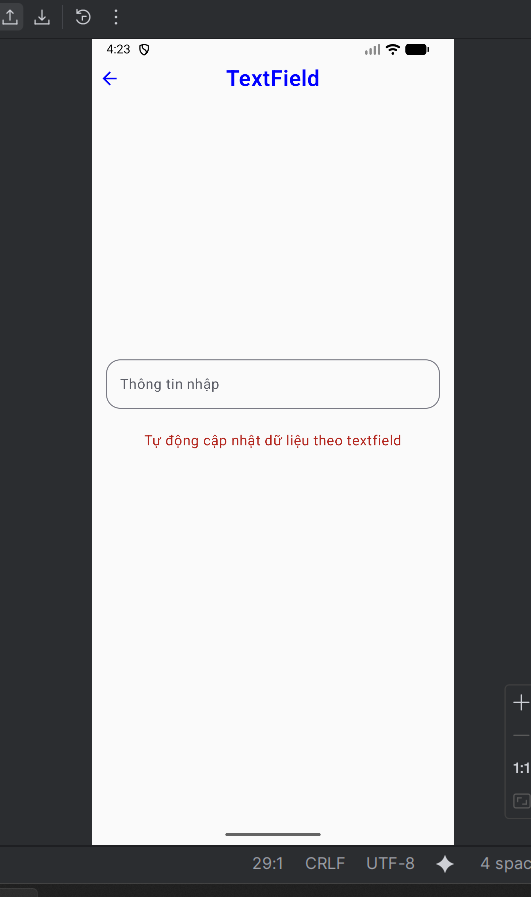 4:23
TextField
Thông tin nhập
Tự động cập nhật dữ liệu theo textfield
1:1
29:1 CRLF UTF-8 4 spac